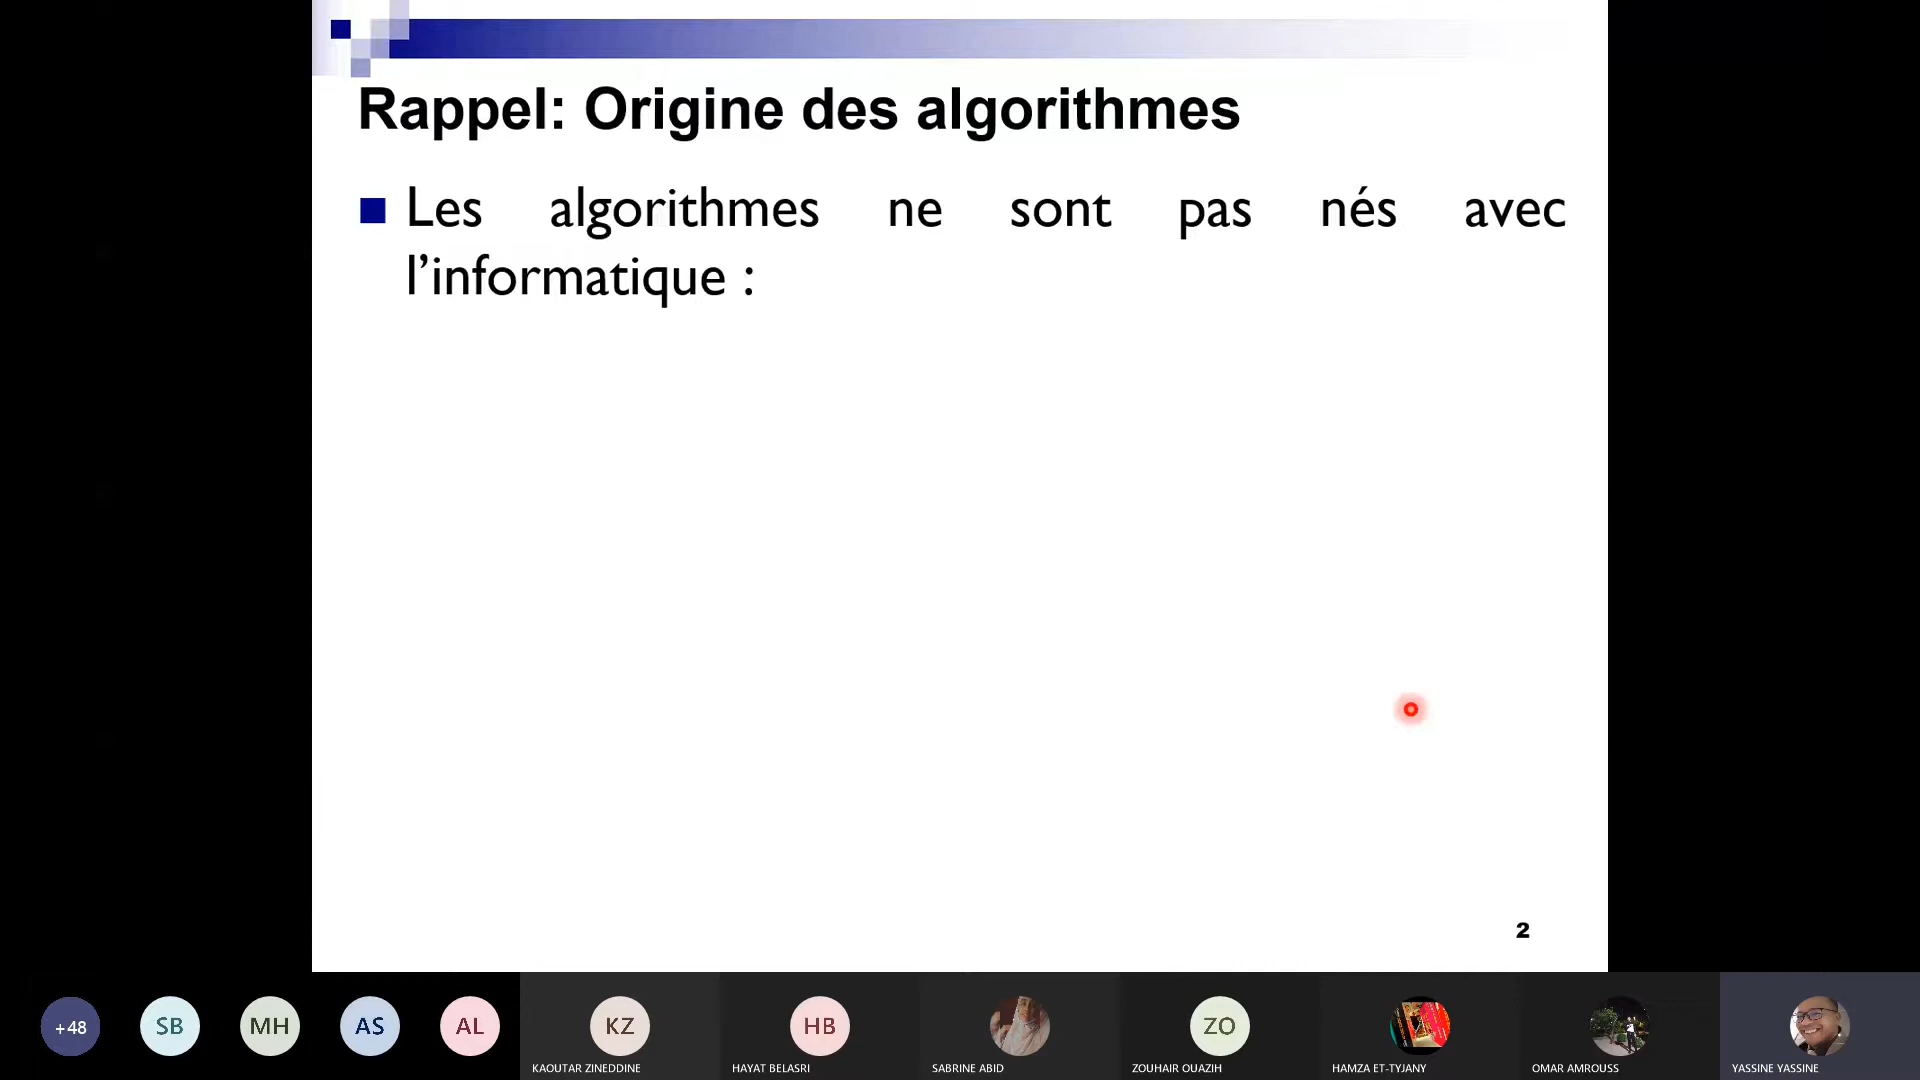 Rappel: Origine des algorithmes
Les algorithmes ne sont pas nés avec
l’informatique :
2
+48
SB
MH
AS
AL
KZ
HB
ZO
KAOUTAR ZINEDDINE
HAYAT BELASRI
SABRINE ABID
ZOUHAIR OUAZIH
HAMZA ET-TYJANY
OMAR AMROUSS
YASSINE YASSINE